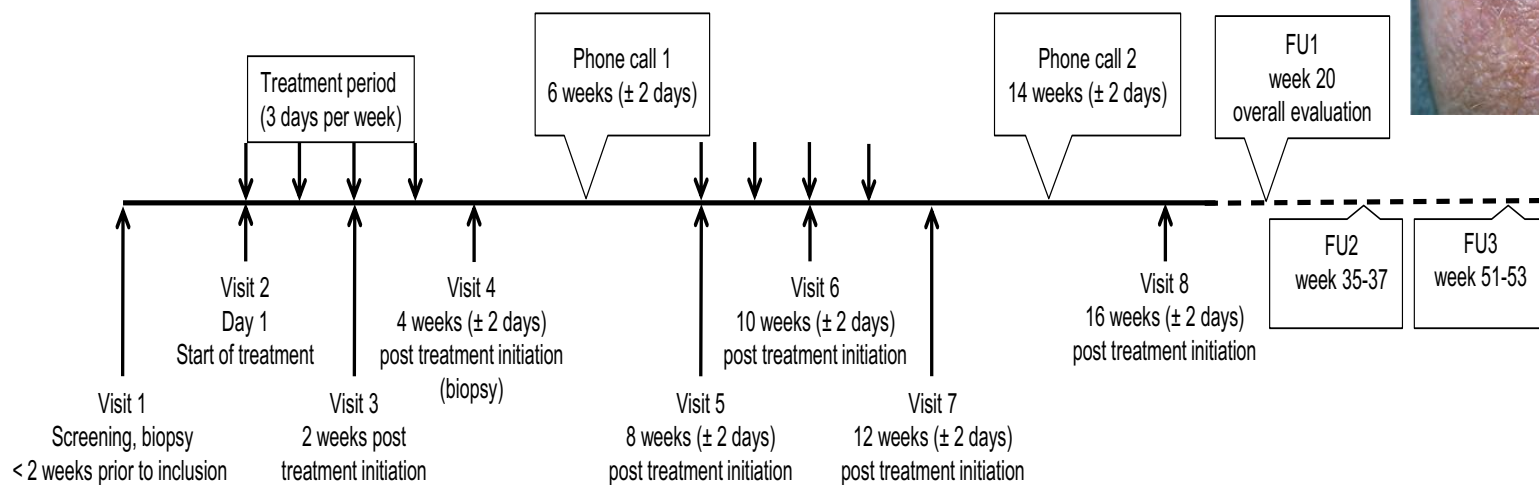 Treatment period
(3 days per week)
Phone call 1
6 weeks (± 2 days)
Phone call 2
14 weeks (± 2 days)
FU1
week 20
overall evaluation
Visit 1
Screening, biopsy
< 2 weeks prior to inclusion
Visit 2
Day 1
Start of treatment
Visit 3
2 weeks post
treatment initiation
Visit 4
4 weeks (± 2 days)
post treatment initiation
(biopsy)
Visit 5
8 weeks (± 2 days)
post treatment initiation
Visit 6
10 weeks (± 2 days)
post treatment initiation
Visit 7
12 weeks (± 2 days)
post treatment initiation
Visit 8
16 weeks (± 2 days)
post treatment initiation
FU2
week 35-37
FU3
week 51-53